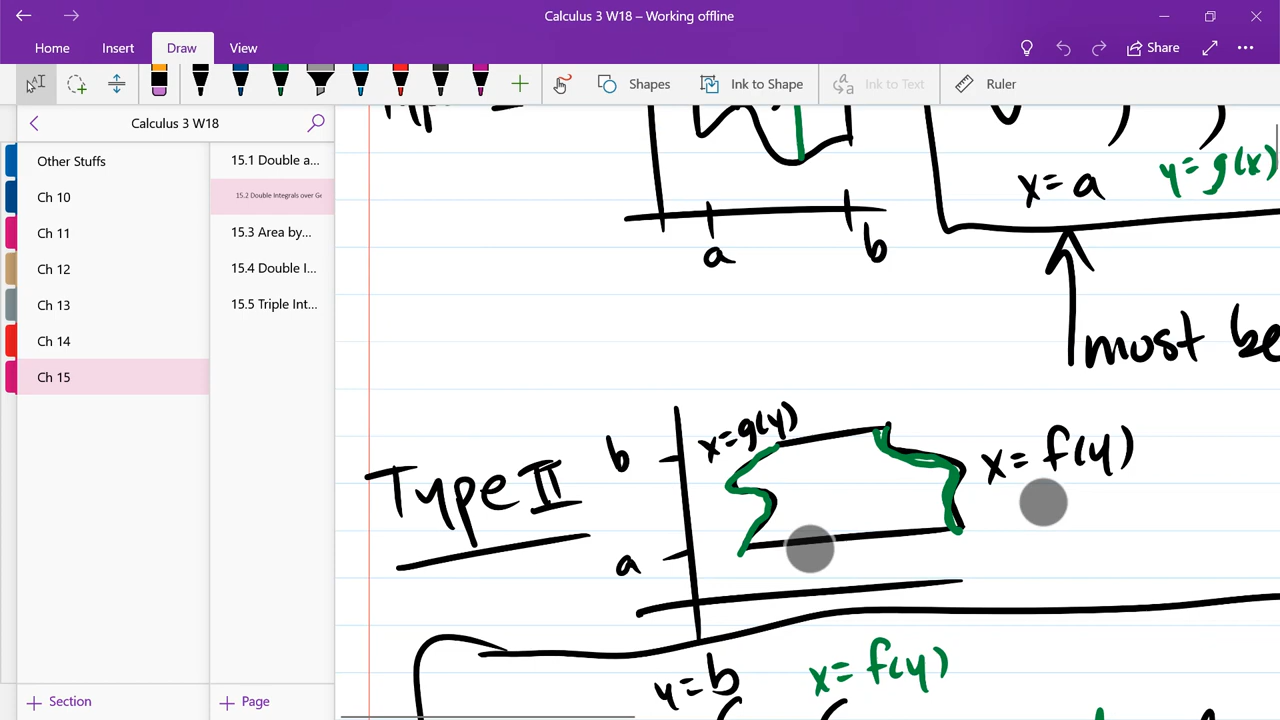 Calculus 3 W18 – Working offline
Home Insert Draw View
Share
Shapes Ink to Shape Ink to Text Ruler
Calculus 3 W18
Other Stuffs
Ch 10
Ch 11
Ch 12
Ch 13
Ch 14
Ch 15
15.1 Double a...
15.2 Double Integrals over Ge
15.3 Area by...
15.4 Double I...
15.5 Triple Int...
Section
Page
x=a
y=g(x)
a b
must be
Type II
b
a
x=g(y)
x=f(y)
y=b
x=f(y)